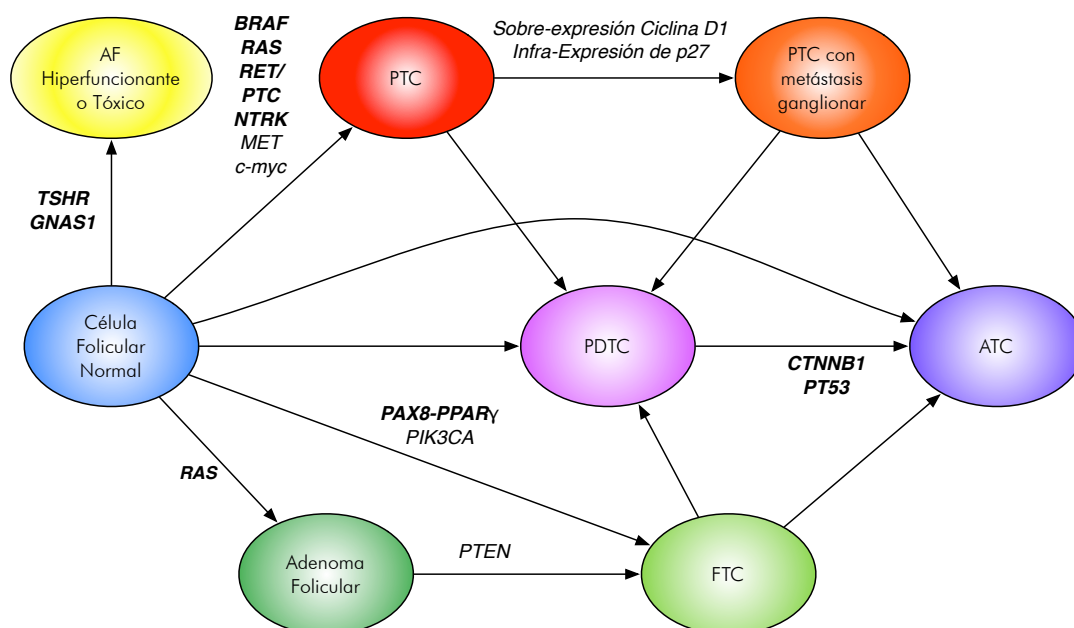 AF
Hiperfuncionante
o Tóxico
BRAF
RAS
RET/
PTC
NTRK
MET
c-myc
PTC
Sobre-expresión Ciclina D1
Infra-Expresión de p27
PTC con
metástasis
ganglionar
TSHR
GNAS1
Célula
Folicular
Normal
PDTC
CTNNB1
PT53
ATC
PAX8-PPARγ
PIK3CA
RAS
Adenoma
Folicular
PTEN
FTC